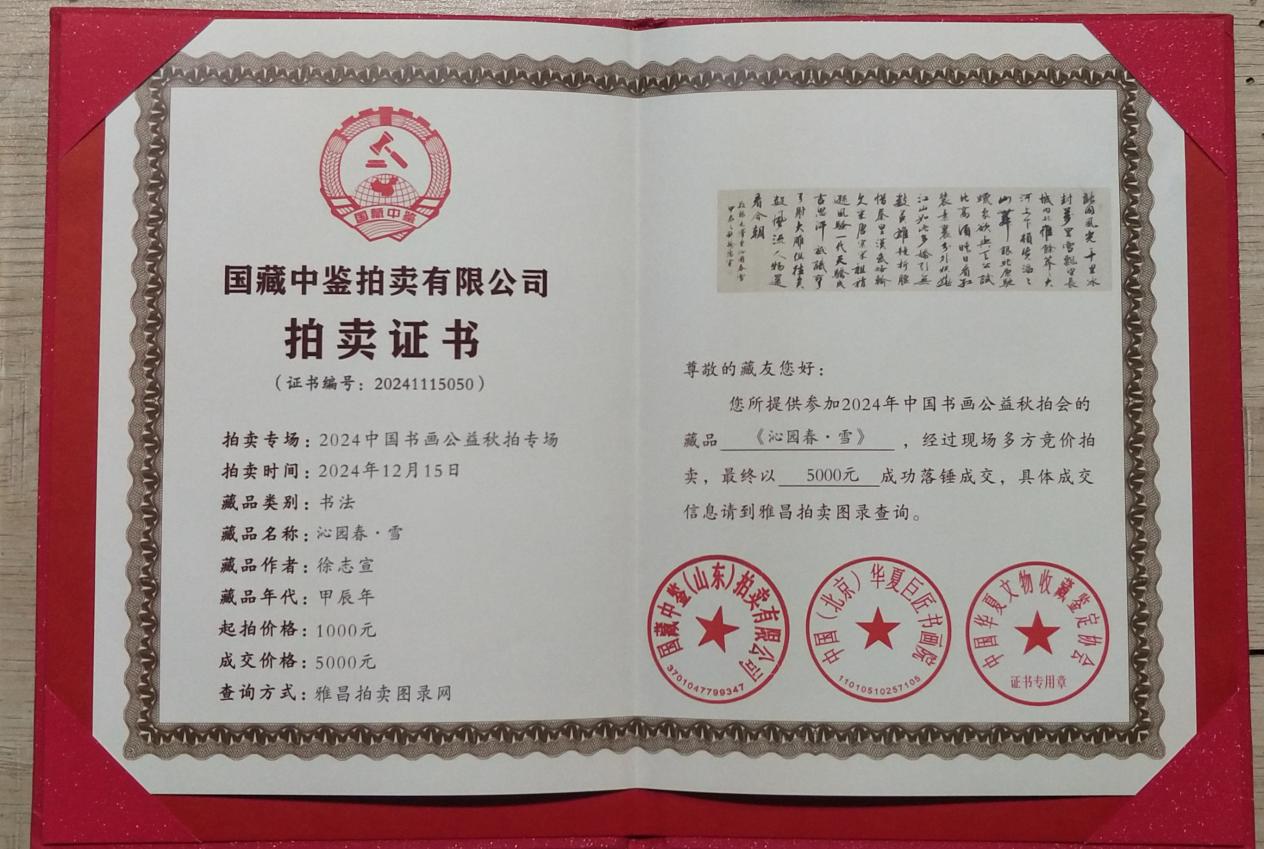 国藏中鉴
国藏中鉴拍卖有限公司
拍卖证书
（证书编号：20241115050）
拍卖专场：2024中国书画公益秋拍专场
拍卖时间：2024年12月15日
藏品类别：书法
藏品名称：沁园春·雪
藏品作者：徐志宣
藏品年代：甲辰年
起拍价格：1000元
成交价格：5000元
查询方式：雅昌拍卖图录网
尊敬的藏友您好：
您所提供参加2024年中国书画公益秋拍会的
藏品《沁园春·雪》，经过现场多方竞价拍
卖，最终以5000元成功落锤成交，具体成交
信息请到雅昌拍卖图录查询。
国藏中鉴(山东)拍卖有限公司
3701047799347
中国（北京）华夏巨匠书画院
11010510257105
中国华夏文物收藏鉴定协会
证书专用章